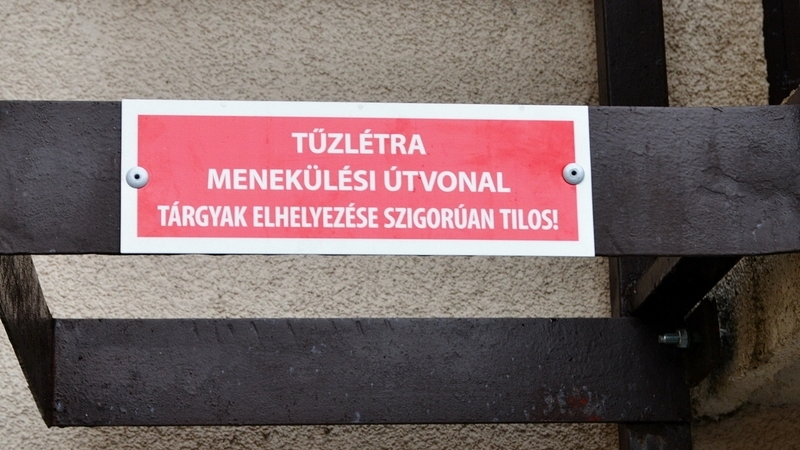 TŰZLÉTRA
MENEKÜLÉSI ÚTVONAL
TÁRGYAK ELHELYEZÉSE SZIGORÚAN TILOS!